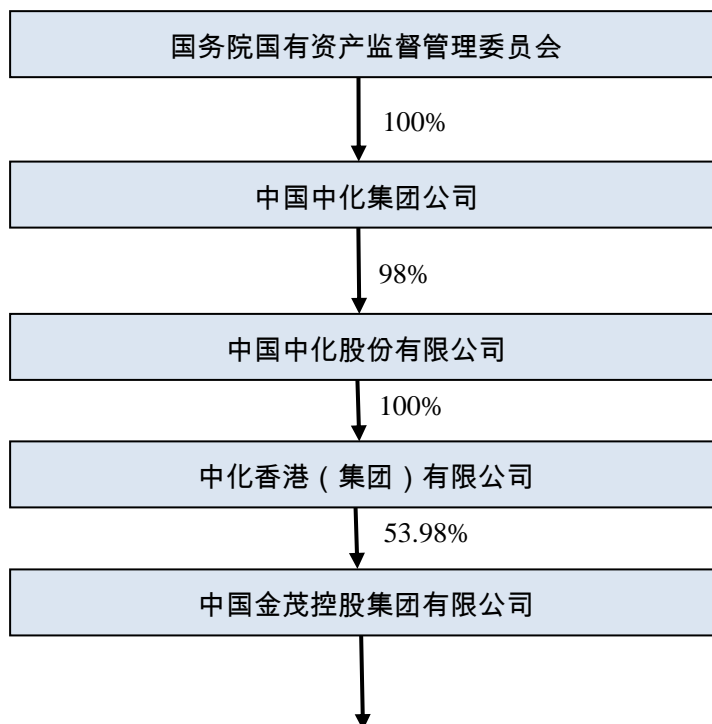 国务院国有资产监督管理委员会
100%
中国中化集团公司
98%
中国中化股份有限公司
100%
中化香港（集团）有限公司
53.98%
中国金茂控股集团有限公司